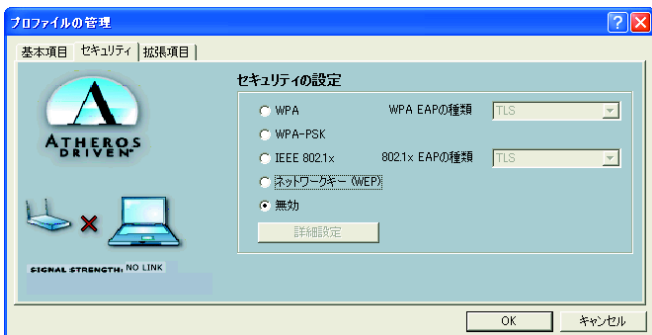 プロファイルの管理
基本項目 セキュリティ 拡張項目
セキュリティの設定
WPA WPA EAPの種類 TLS
WPA-PSK
IEEE 802.1x 802.1x EAPの種類 TLS
ネットワークキー (WEP)
無効
詳細設定
ATHEROS
DRIVEN
SIGNAL STRENGTH: NO LINK
OK キャンセル